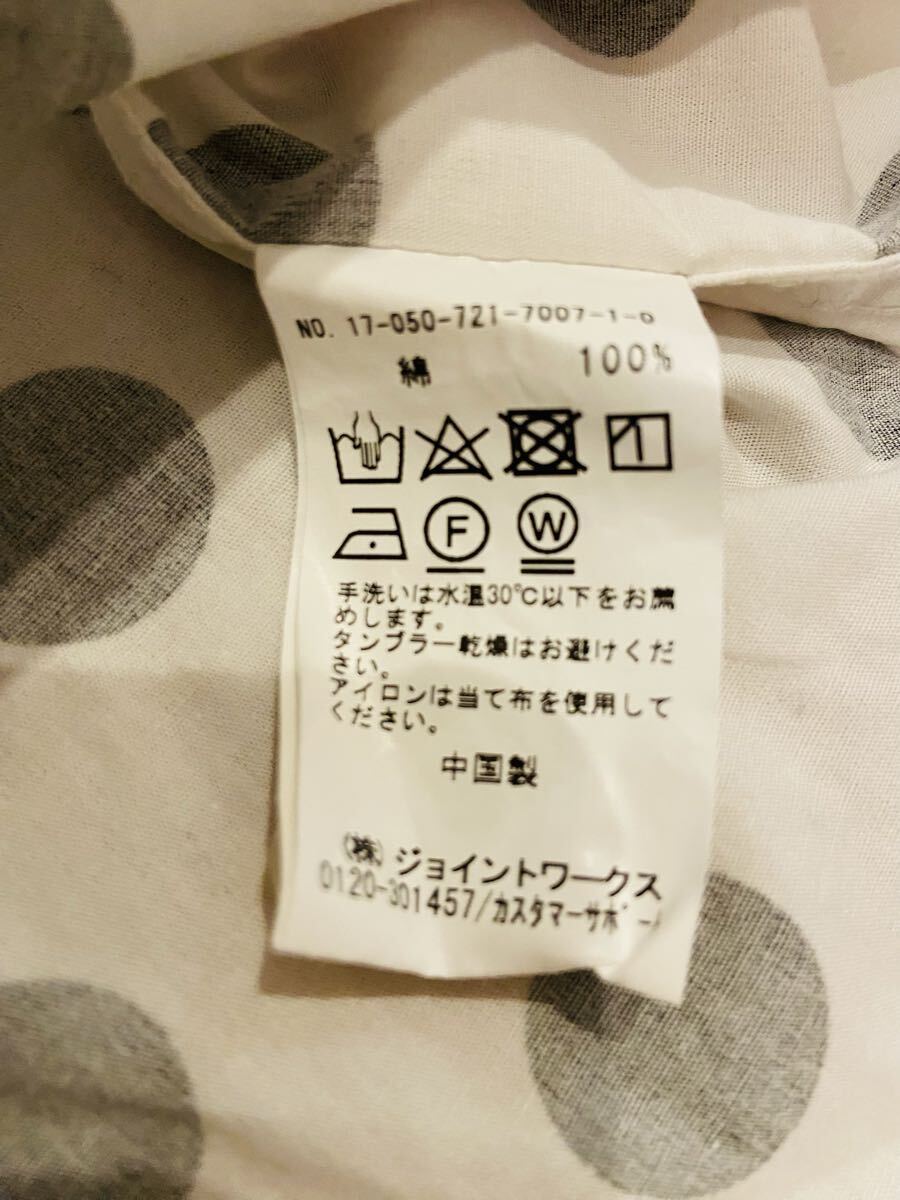 NO. 17-050-721-7007-1-6
綿 100%
F W
手洗いは水温30℃以下をお薦
めします。
タンブラー乾燥はお避けくだ
さい。
アイロンは当て布を使用して
ください。
中国製
(株)ジョイントワークス
0120-301457/カスタマーサポート